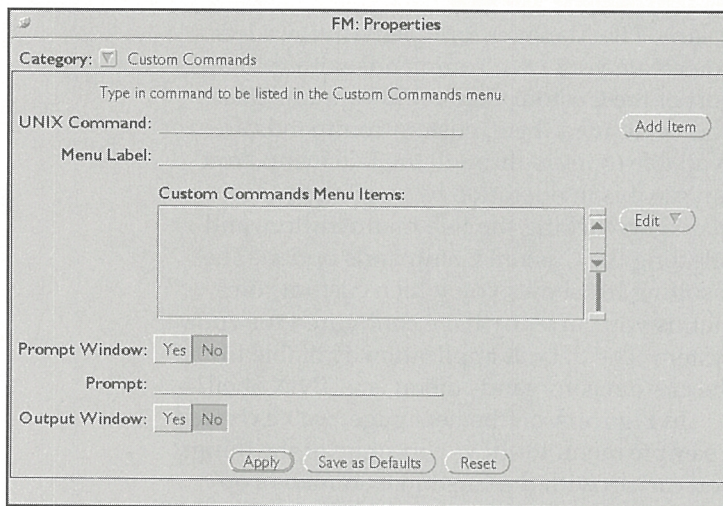 FM: Properties
Category: Custom Commands
Type in command to be listed in the Custom Commands menu.
UNIX Command:
Add Item
Menu Label:
Custom Commands Menu Items:
Edit
Prompt Window: Yes No
Prompt:
Output Window: Yes No
Apply Save as Defaults Reset